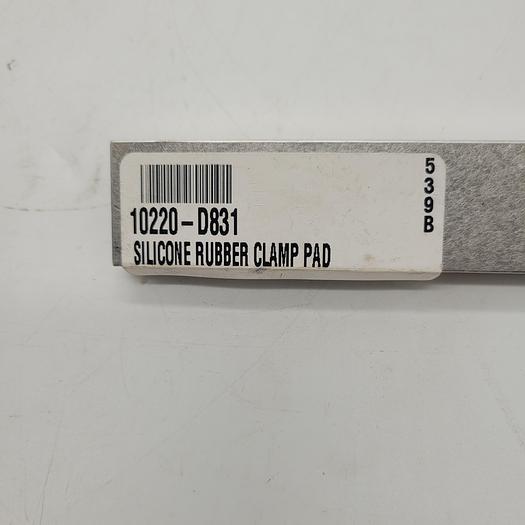 10220-D831
SILICONE RUBBER CLAMP PAD
539B